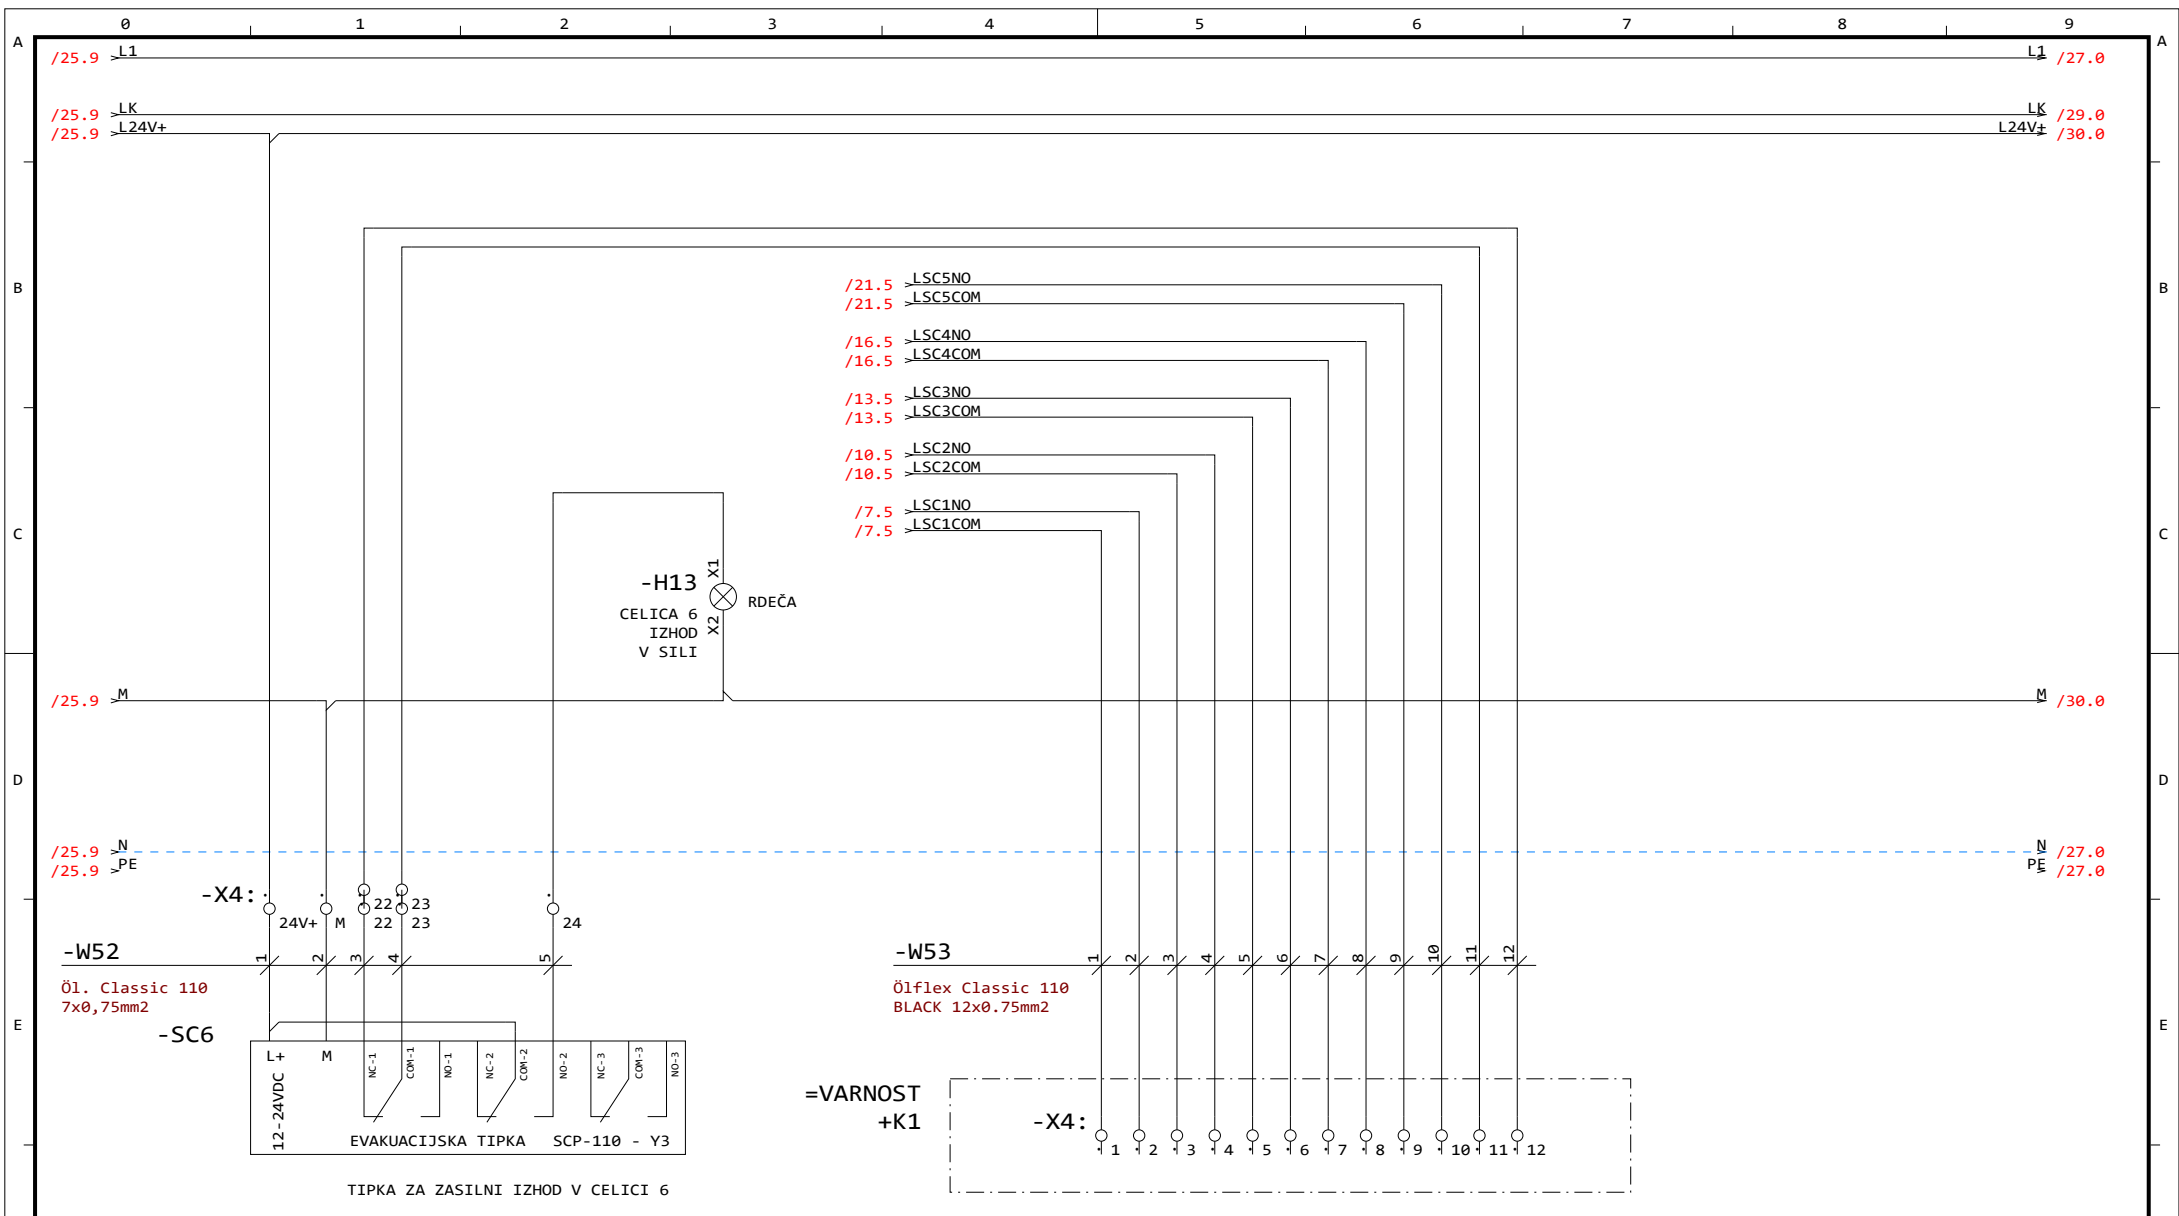 0 1 2 3 4 5 6 7 8 9
A A
/25.9 L1 L1 /27.0
/25.9 LK LK /29.0
/25.9 L24V+ L24V+ /30.0
B B
/21.5 LSC5NO
/21.5 LSC5COM
/16.5 LSC4NO
/16.5 LSC4COM
/13.5 LSC3NO
/13.5 LSC3COM
/10.5 LSC2NO
/10.5 LSC2COM
/7.5 LSC1NO
/7.5 LSC1COM
C C
-H13 X1
RDEČA
CELICA 6 X2
IZHOD
V SILI
/25.9 M M /30.0
D D
/25.9 N N /27.0
/25.9 PE PE /27.0
-X4: 22 23
24V+ M 22 23 24
-W52 1 2 3 4 5
-W53 1 2 3 4 5 6 7 8 9 10 11 12
Öl. Classic 110
7x0,75mm2
Ölflex Classic 110
BLACK 12x0.75mm2
E E
-SC6
L+ M NC-1 COM-1 NO-1 NC-2 COM-2 NO-2 NC-3 COM-3 NO-3
12-24VDC
EVAKUACIJSKA TIPKA SCP-110 - Y3
TIPKA ZA ZASILNI IZHOD V CELICI 6
=VARNOST
+K1
-X4:
1 2 3 4 5 6 7 8 9 10 11 12